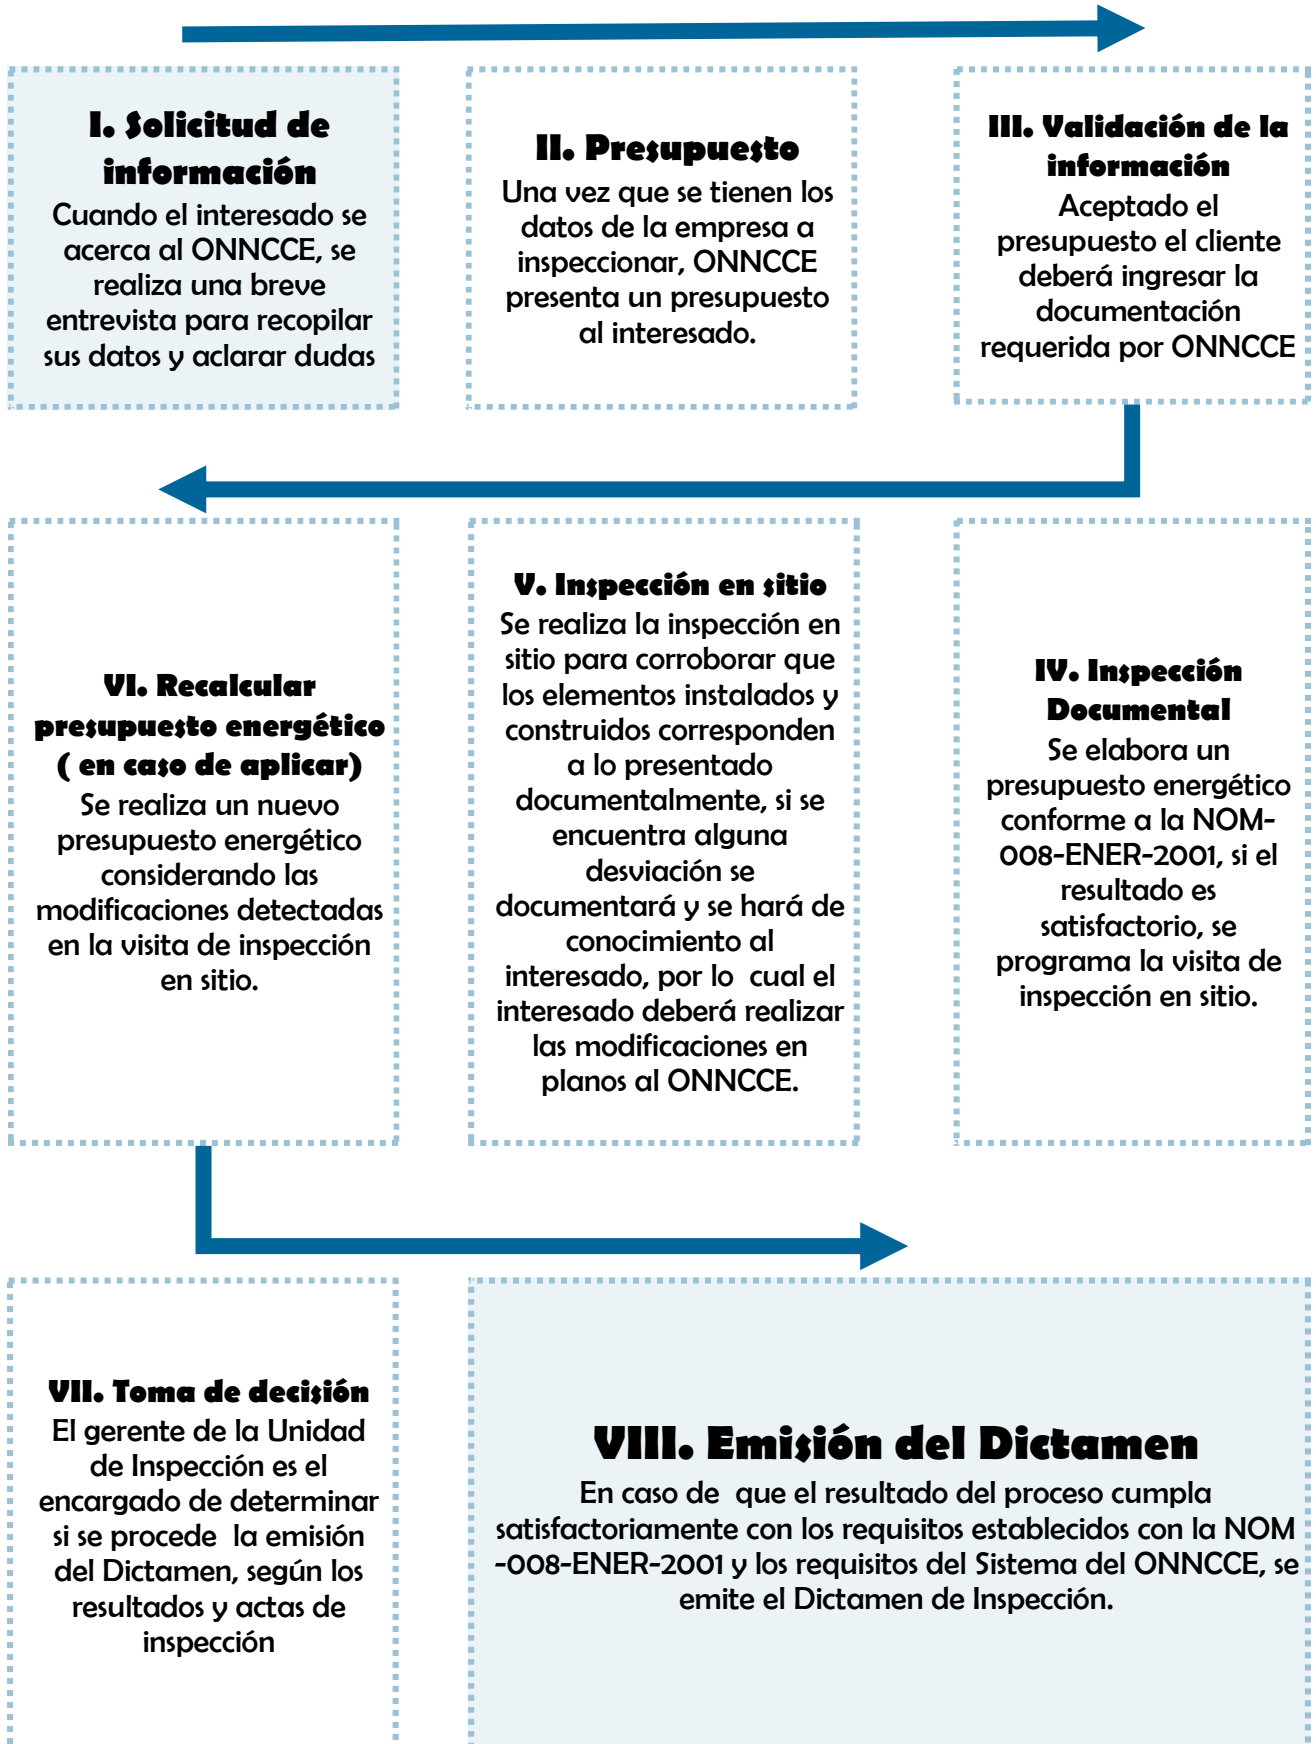 I. Solicitud de
información
Cuando el interesado se
acerca al ONNCCE, se
realiza una breve
entrevista para recopilar
sus datos y aclarar dudas
II. Presupuesto
Una vez que se tienen los
datos de la empresa a
inspeccionar, ONNCCE
presenta un presupuesto
al interesado.
III. Validación de la
información
Aceptado el
presupuesto el cliente
deberá ingresar la
documentación
requerida por ONNCCE
IV. Inspección
Documental
Se elabora un
presupuesto energético
conforme a la NOM-
008-ENER-2001, si el
resultado es
satisfactorio, se
programa la visita de
inspección en sitio.
V. Inspección en sitio
Se realiza la inspección en
sitio para corroborar que
los elementos instalados y
construidos corresponden
a lo presentado
documentalmente, si se
encuentra alguna
desviación se
documentará y se hará de
conocimiento al
interesado, por lo  cual el
interesado deberá realizar
las modificaciones en
planos al ONNCCE.
VI. Recalcular
presupuesto energético
( en caso de aplicar)
Se realiza un nuevo
presupuesto energético
considerando las
modificaciones detectadas
en la visita de inspección
en sitio.
VII. Toma de decisión
El gerente de la Unidad
de Inspección es el
encargado de determinar
si se procede  la emisión
del Dictamen, según los
resultados y actas de
inspección
VIII. Emisión del Dictamen
En caso de  que el resultado del proceso cumpla
satisfactoriamente con los requisitos establecidos con la NOM
-008-ENER-2001 y los requisitos del Sistema del ONNCCE, se
emite el Dictamen de Inspección.